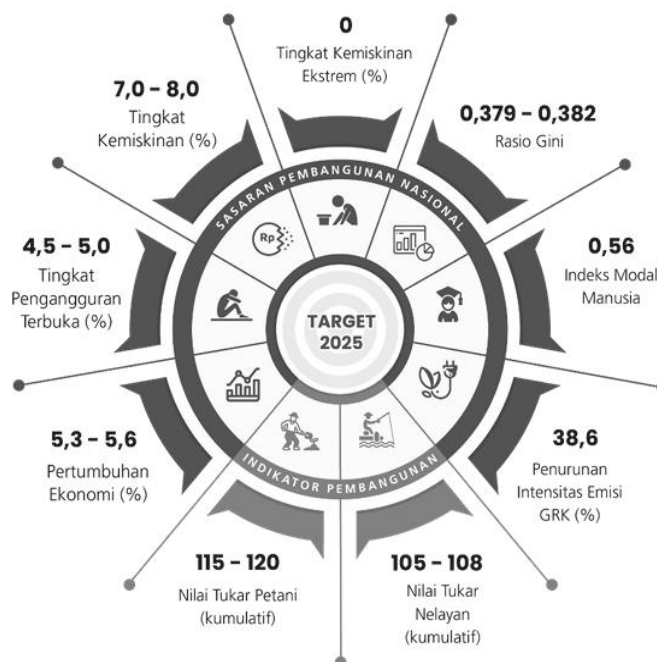 0
Tingkat Kemiskinan
Ekstrem (%)
7,0 – 8,0
Tingkat
Kemiskinan (%)
0,379 – 0,382
Rasio Gini
4,5 – 5,0
Tingkat
Pengangguran
Terbuka (%)
0,56
Indeks Modal
Manusia
5,3 – 5,6
Pertumbuhan
Ekonomi (%)
38,6
Penurunan
Intensitas Emisi
GRK (%)
115 – 120
Nilai Tukar Petani
(kumulatif)
105 – 108
Nilai Tukar
Nelayan
(kumulatif)
SASARAN PEMBANGUNAN NASIONAL
Rp
TARGET
2025
INDIKATOR PEMBANGUNAN